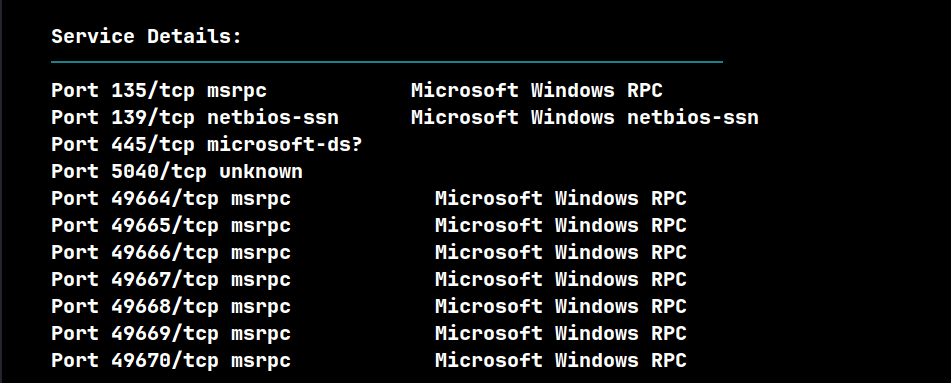 Service Details:
Port 135/tcp msrpc            Microsoft Windows RPC
Port 139/tcp netbios-ssn      Microsoft Windows netbios-ssn
Port 445/tcp microsoft-ds?
Port 5040/tcp unknown
Port 49664/tcp msrpc            Microsoft Windows RPC
Port 49665/tcp msrpc            Microsoft Windows RPC
Port 49666/tcp msrpc            Microsoft Windows RPC
Port 49667/tcp msrpc            Microsoft Windows RPC
Port 49668/tcp msrpc            Microsoft Windows RPC
Port 49669/tcp msrpc            Microsoft Windows RPC
Port 49670/tcp msrpc            Microsoft Windows RPC